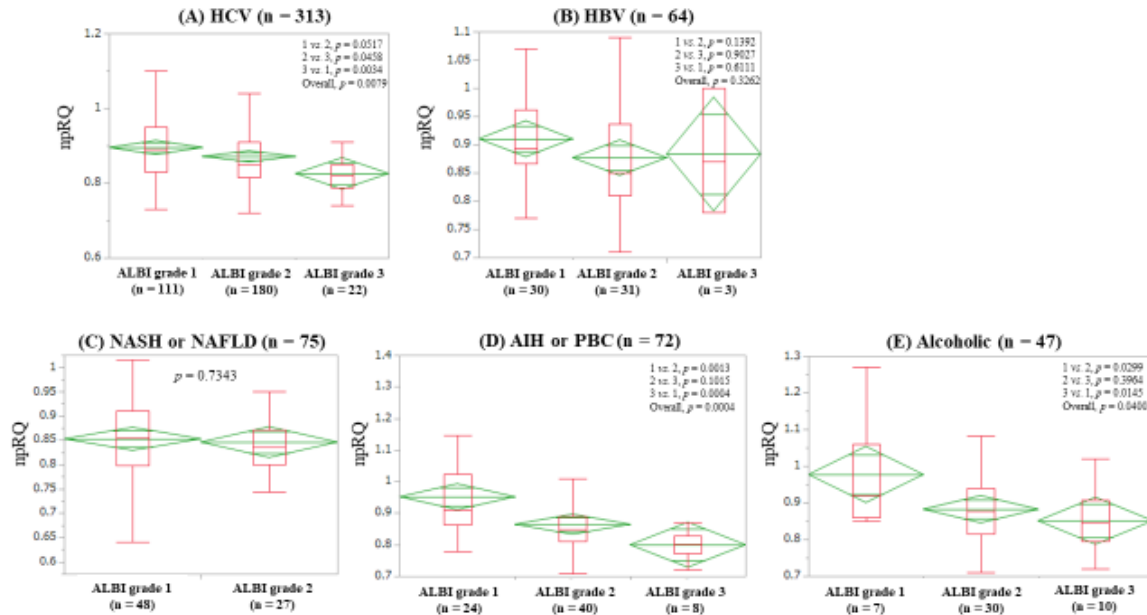 (A) HCV (n = 313)
1 vs. 2, p = 0.0517
2 vs. 3, p = 0.0458
3 vs. 1, p = 0.0034
Overall, p = 0.0079
npRQ
1.2
1
0.8
0.6
ALBI grade 1
(n = 111)
ALBI grade 2
(n = 180)
ALBI grade 3
(n = 22)
(B) HBV (n = 64)
1 vs. 2, p = 0.1392
2 vs. 3, p = 0.9027
3 vs. 1, p = 0.6111
Overall, p = 0.3262
npRQ
1.1
1.05
1
0.95
0.9
0.85
0.8
0.75
0.7
ALBI grade 1
(n = 30)
ALBI grade 2
(n = 31)
ALBI grade 3
(n = 3)
(C) NASH or NAFLD (n = 75)
p = 0.7343
npRQ
1
0.95
0.9
0.85
0.8
0.75
0.7
0.65
0.6
ALBI grade 1
(n = 48)
ALBI grade 2
(n = 27)
(D) AIH or PBC (n = 72)
1 vs. 2, p = 0.0013
2 vs. 3, p = 0.1015
3 vs. 1, p = 0.0004
Overall, p = 0.0004
npRQ
1.4
1.3
1.2
1.1
1
0.9
0.8
0.7
ALBI grade 1
(n = 24)
ALBI grade 2
(n = 40)
ALBI grade 3
(n = 8)
(E) Alcoholic (n = 47)
1 vs. 2, p = 0.0299
2 vs. 3, p = 0.3964
3 vs. 1, p = 0.0145
Overall, p = 0.0400
npRQ
1.3
1.2
1.1
1
0.9
0.8
0.7
ALBI grade 1
(n = 7)
ALBI grade 2
(n = 30)
ALBI grade 3
(n = 10)